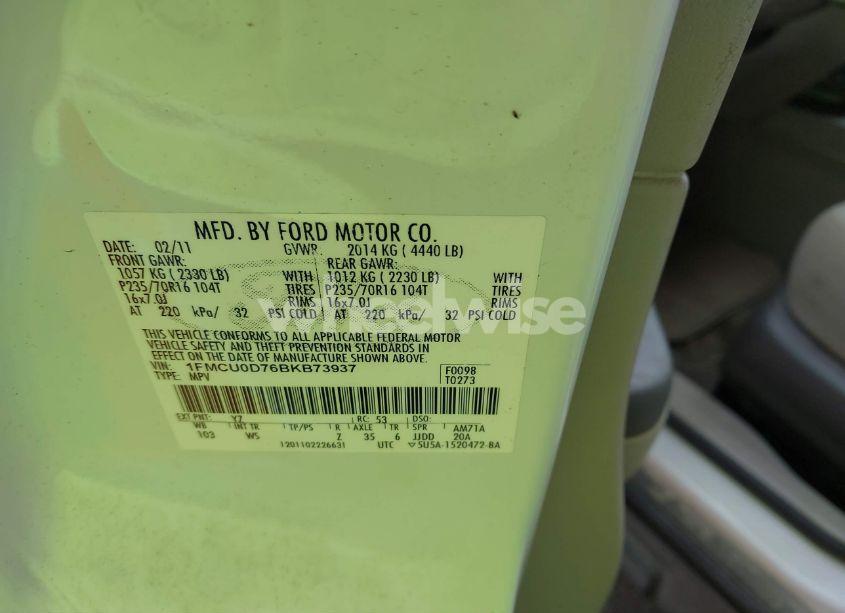 MFD. BY FORD MOTOR CO.
DATE: 02/11 GVWR: 2014 KG ( 4440 LB)
FRONT GAWR: REAR GAWR:
1057 KG ( 2330 LB) WITH 1012 KG ( 2230 LB) WITH
P235/70R16 104T TIRES P235/70R16 104T TIRES
16x7.0J RIMS 16x7.0J RIMS
AT 220 kPa/ 32 PSI COLD AT 220 kPa/ 32 PSI COLD
THIS VEHICLE CONFORMS TO ALL APPLICABLE FEDERAL MOTOR
VEHICLE SAFETY AND THEFT PREVENTION STANDARDS IN
EFFECT ON THE DATE OF MANUFACTURE SHOWN ABOVE.
VIN: 1FMCU0D76BKB73937 F0098
TYPE: MPV T0273
EXT PNT: YZ RC: 53 DSO:
WB INT TR TP/PS R AXLE TR SPR AM71A
103 WS Z 35 6 JJDD 20A
1201102226631 UTC ▽5U5A-1520472-BA
wheelwise